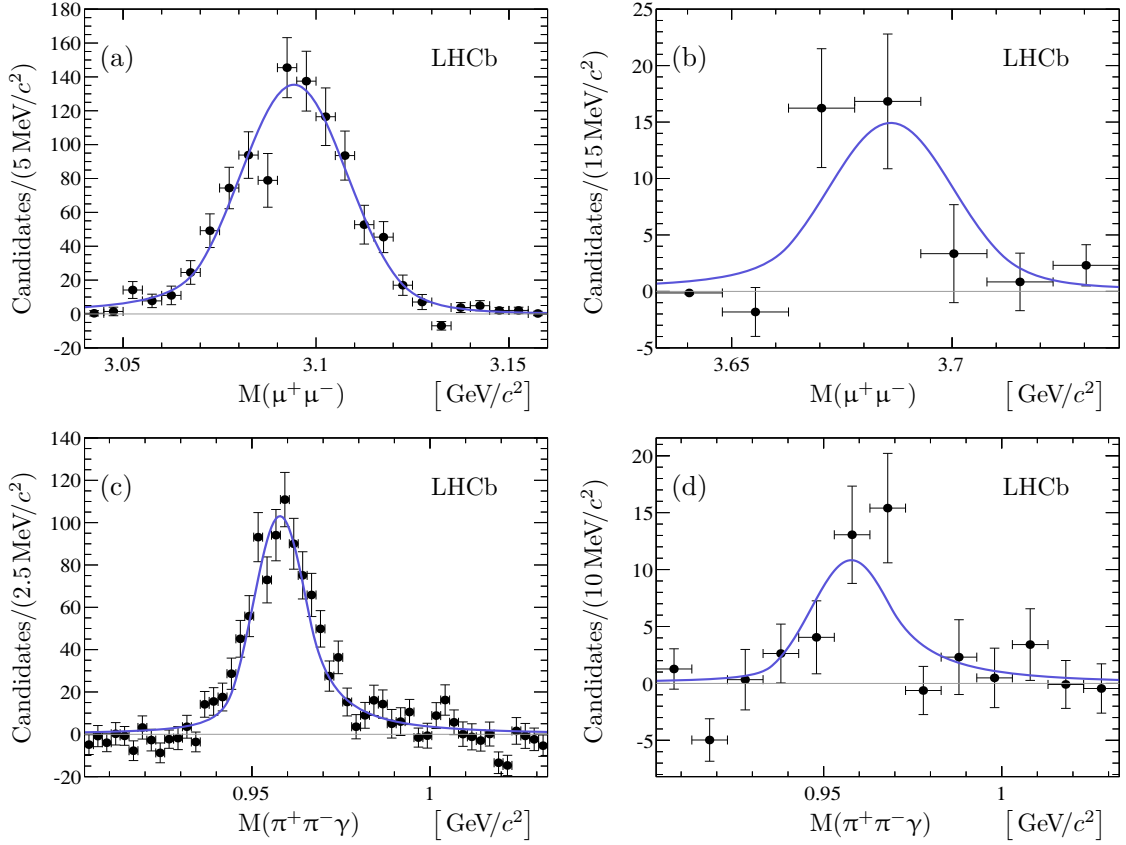 (a) LHCb
Candidates/(5 MeV/c²)
180
160
140
120
100
80
60
40
20
0
-20
3.05 3.1 3.15
M(μ⁺μ⁻) [GeV/c²]
(b) LHCb
Candidates/(15 MeV/c²)
25
20
15
10
5
0
-5
3.65 3.7
M(μ⁺μ⁻) [GeV/c²]
(c) LHCb
Candidates/(2.5 MeV/c²)
140
120
100
80
60
40
20
0
-20
0.95 1
M(π⁺π⁻γ) [GeV/c²]
(d) LHCb
Candidates/(10 MeV/c²)
20
15
10
5
0
-5
0.95 1
M(π⁺π⁻γ) [GeV/c²]